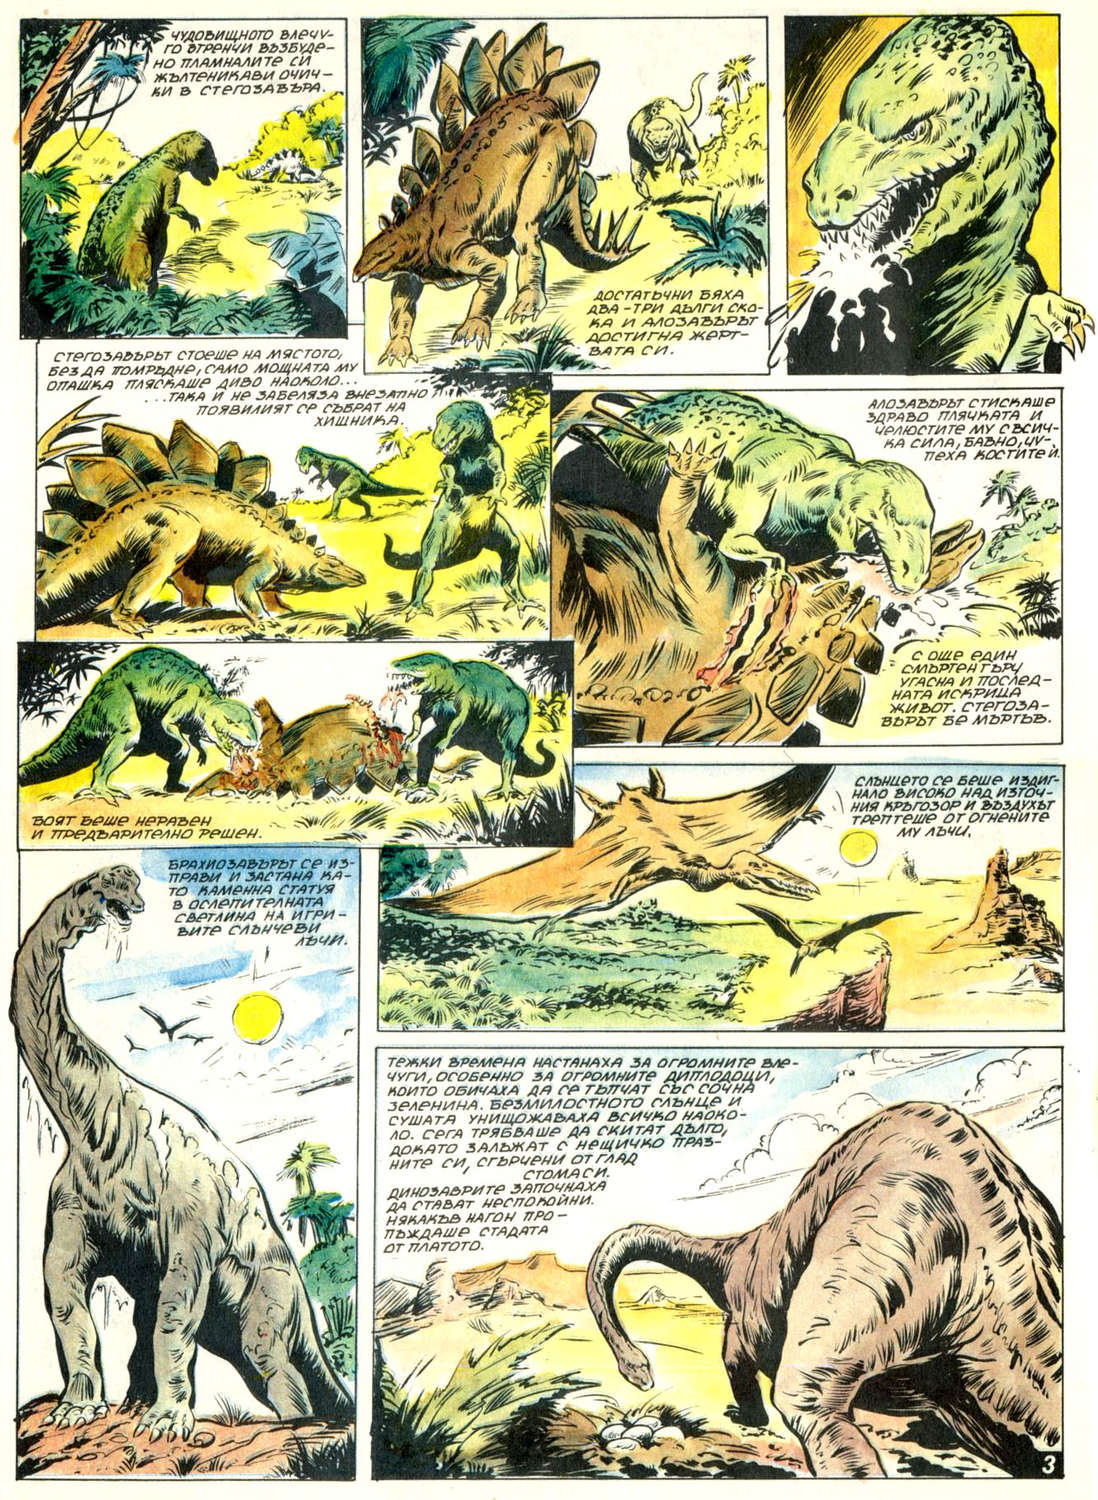 ЧУДОВИЩНОТО ВЛЕЧУ-
ГО ВТРЕНЧИ ВЪЗБУДЕ-
НО ПЛАМНАЛИТЕ СИ
ЖЪЛТЕНИКАВИ ОЧИЧ-
КИ В СТЕГОЗАВЪРА.
ДОСТАТЪЧНИ БЯХА
ДВА-ТРИ ДЪЛГИ СКО-
КА И АЛОЗАВЪРЪТ
ДОСТИГНА ЖЕРТ-
ВАТА СИ.
СТЕГОЗАВЪРЪТ СТОЕШЕ НА МЯСТОТО,
БЕЗ ДА ПОМРЪДНЕ, САМО МОЩНАТА МУ
ОПАШКА ПЛЯСКАШЕ ДИВО НАОКОЛО...
...ТАКА И НЕ ЗАБЕЛЯЗА ВНЕЗАПНО
ПОЯВИЛИЯТ СЕ СЪБРАТ НА
ХИЩНИКА.
АЛОЗАВЪРЪТ СТИСКАШЕ
ЗДРАВО ПЛЯЧКАТА И
ЧЕЛЮСТИТЕ МУ С ВСИЧ-
КА СИЛА, БАВНО, ЧУ-
ПЕХА КОСТИТЕ Й.
С ОЩЕ ЕДИН
СМЪРТЕН ГЪРЧ
УГАСНА И ПОСЛЕД-
НАТА ИСКРИЦА
ЖИВОТ. СТЕГОЗА-
ВЪРЪТ БЕ МЪРТЪВ.
БОЯТ БЕШЕ НЕРАВЕН
И ПРЕДВАРИТЕЛНО РЕШЕН.
СЛЪНЦЕТО СЕ БЕШЕ ИЗДИГ-
НАЛО ВИСОКО НАД ИЗТОЧ-
НИЯ КРЪГОЗОР И ВЪЗДУХЪТ
ТРЕПТЕШЕ ОТ ОГНЕНИТЕ
МУ ЛЪЧИ.
БРАХИОЗАВЪРЪТ СЕ ИЗ-
ПРАВИ И ЗАСТАНА КА-
ТО КАМЕННА СТАТУЯ
В ОСЛЕПИТЕЛНАТА
СВЕТЛИНА НА ИГРИ-
ВИТЕ СЛЪНЧЕВИ
ЛЪЧИ.
ТЕЖКИ ВРЕМЕНА НАСТАНАХА ЗА ОГРОМНИТЕ ВЛЕ-
ЧУГИ, ОСОБЕННО ЗА ОГРОМНИТЕ ДИПЛОДОЦИ,
КОИТО ОБИЧАХА ДА СЕ ТЪПЧАТ СЪС СОЧНА
ЗЕЛЕНИНА. БЕЗМИЛОСТНОТО СЛЪНЦЕ И
СУШАТА УНИЩОЖАВАХА ВСИЧКО НАОКО-
ЛО. СЕГА ТРЯБВАШЕ ДА СКИТАТ ДЪЛГО,
ДОКАТО ЗАЛЪЖАТ С НЕЩИЧКО ПРАЗ-
НИТЕ СИ, СГЪРЧЕНИ ОТ ГЛАД
СТОМАСИ.
ДИНОЗАВРИТЕ ЗАПОЧНАХА
ДА СТАВАТ НЕСПОКОЙНИ.
НЯКАКЪВ НАГОН ПРО-
ПЪЖДАШЕ СТАДАТА
ОТ ПЛАТОТО.
3